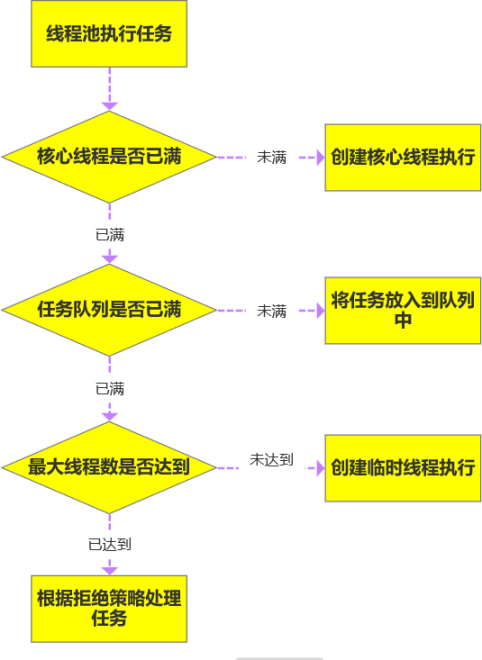 线程池执行任务
核心线程是否已满
未满
创建核心线程执行
已满
任务队列是否已满
未满
将任务放入到队列
中
已满
最大线程数是否达到
未达到
创建临时线程执行
已达到
根据拒绝策略处理
任务